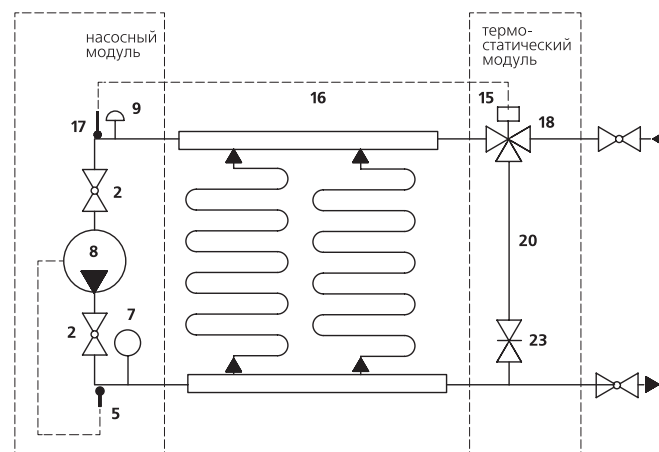 насосный
модуль
термо-
статический
модуль
9
16
15
17
18
2
8
20
7
2
23
5